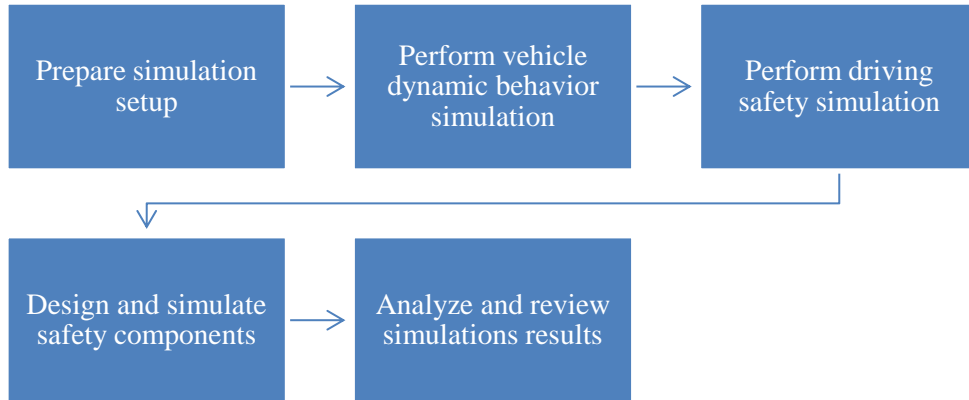 Prepare simulation
setup
Perform vehicle
dynamic behavior
simulation
Perform driving
safety simulation
Design and simulate
safety components
Analyze and review
simulations results